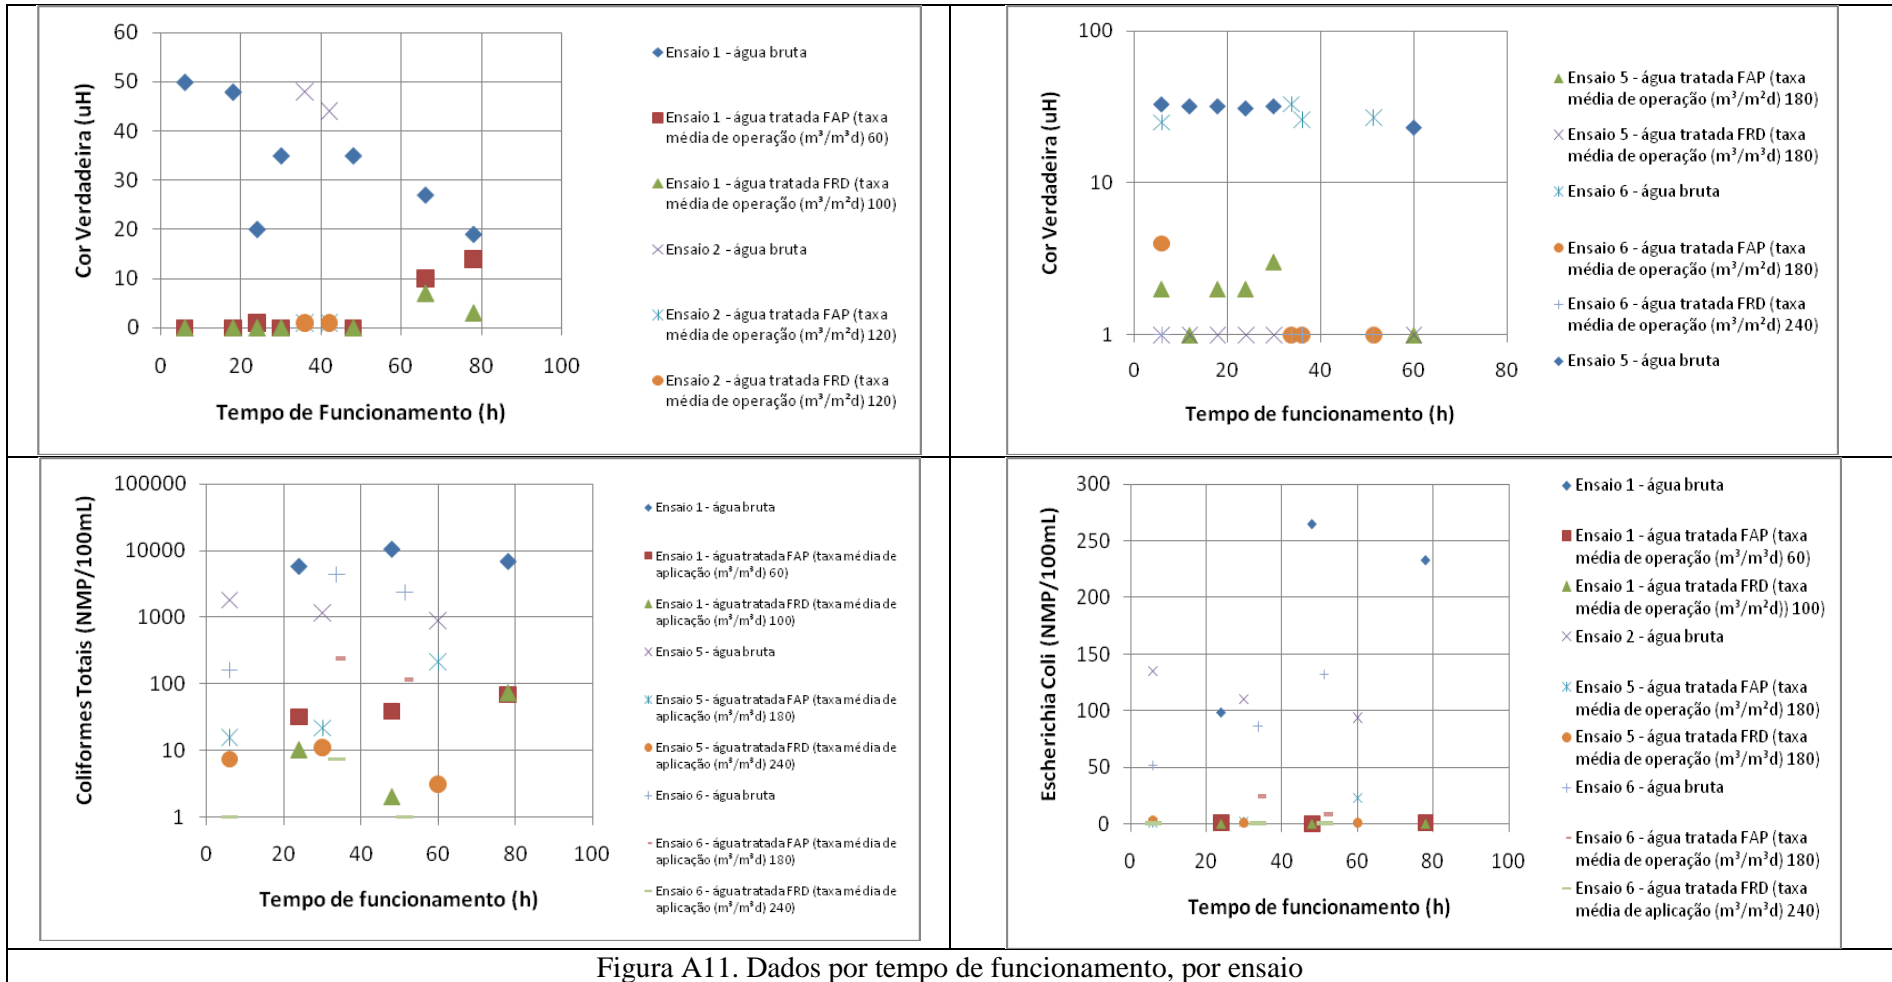 60
50
40
30
20
10
0
0
20
40
60
80
100
Cor Verdadeira (uH)
Tempo de Funcionamento (h)
Ensaio 1 - água bruta
Ensaio 1 - água tratada FAP (taxa
média de operação (m³/m³d) 60)
Ensaio 1 - água tratada FRD (taxa
média de operação (m³/m²d) 100)
Ensaio 2 - água bruta
Ensaio 2 - água tratada FAP (taxa
média de operação (m³/m²d) 120)
Ensaio 2 - água tratada FRD (taxa
média de operação (m³/m²d) 120)
100
10
1
0
20
40
60
80
Cor Verdadeira (uH)
Tempo de funcionamento (h)
Ensaio 5 - água tratada FAP (taxa
média de operação (m³/m²d) 180)
Ensaio 5 - água tratada FRD (taxa
média de operação (m³/m²d) 180)
Ensaio 6 - água bruta
Ensaio 6 - água tratada FAP (taxa
média de operação (m³/m²d) 180)
Ensaio 6 - água tratada FRD (taxa
média de operação (m³/m²d) 240)
Ensaio 5 - água bruta
100000
10000
1000
100
10
1
0
20
40
60
80
100
Coliformes Totais (NMP/100mL)
Tempo de funcionamento (h)
Ensaio 1 - água bruta
Ensaio 1 - água tratada FAP (taxa média de
aplicação (m³/m³d) 60)
Ensaio 1 - água tratada FRD (taxa média de
aplicação (m³/m³d) 100)
Ensaio 5 - água bruta
Ensaio 5 - água tratada FAP (taxa média de
aplicação (m³/m³d) 180)
Ensaio 5 - água tratada FRD (taxa média de
aplicação (m³/m³d) 240)
Ensaio 6 - água bruta
Ensaio 6 - água tratada FAP (taxa média de
aplicação (m³/m³d) 180)
Ensaio 6 - água tratada FRD (taxa média de
aplicação (m³/m³d) 240)
300
250
200
150
100
50
0
0
20
40
60
80
100
Escherichia Coli (NMP/100mL)
Tempo de funcionamento (h)
Ensaio 1 - água bruta
Ensaio 1 - água tratada FAP (taxa
média de operação (m³/m³d) 60)
Ensaio 1 - água tratada FRD (taxa
média de operação (m³/m²d)) 100)
Ensaio 2 - água bruta
Ensaio 5 - água tratada FAP (taxa
média de operação (m³/m³d) 180)
Ensaio 5 - água tratada FRD (taxa
média de operação (m³/m³d) 180)
Ensaio 6 - água bruta
Ensaio 6 - água tratada FAP (taxa
média de operação (m³/m³d) 180)
Ensaio 6 - água tratada FRD (taxa
média de aplicação (m³/m³d) 240)
Figura A11. Dados por tempo de funcionamento, por ensaio